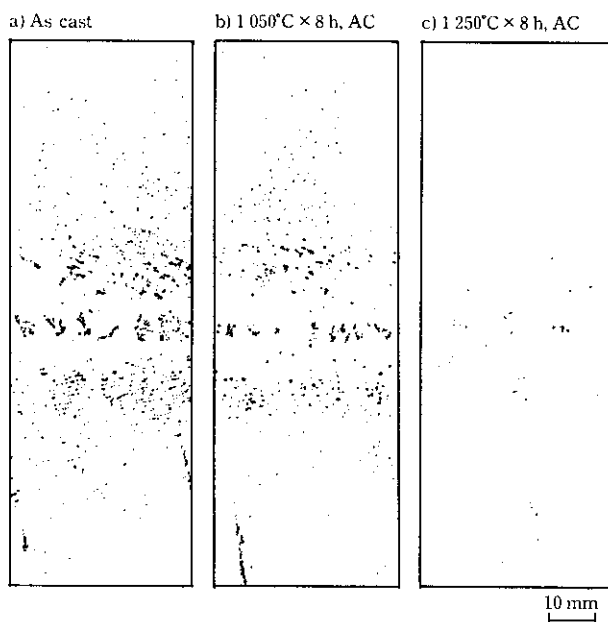 a) As cast
b) 1 050°C × 8 h, AC
c) 1 250°C × 8 h, AC
10 mm